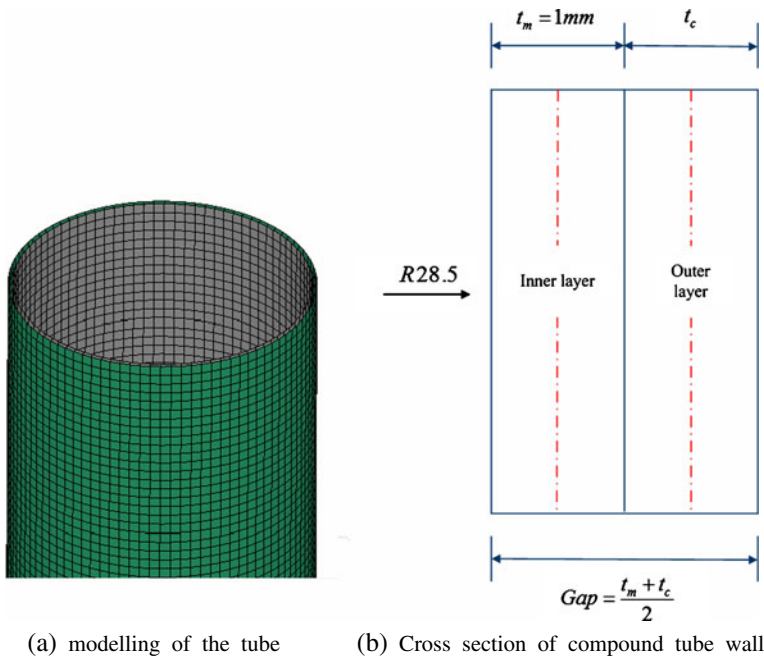 t_m = 1mm
t_c
R28.5
Inner layer
Outer
layer
Gap = \frac{t_m + t_c}{2}
(a) modelling of the tube
(b) Cross section of compound tube wall